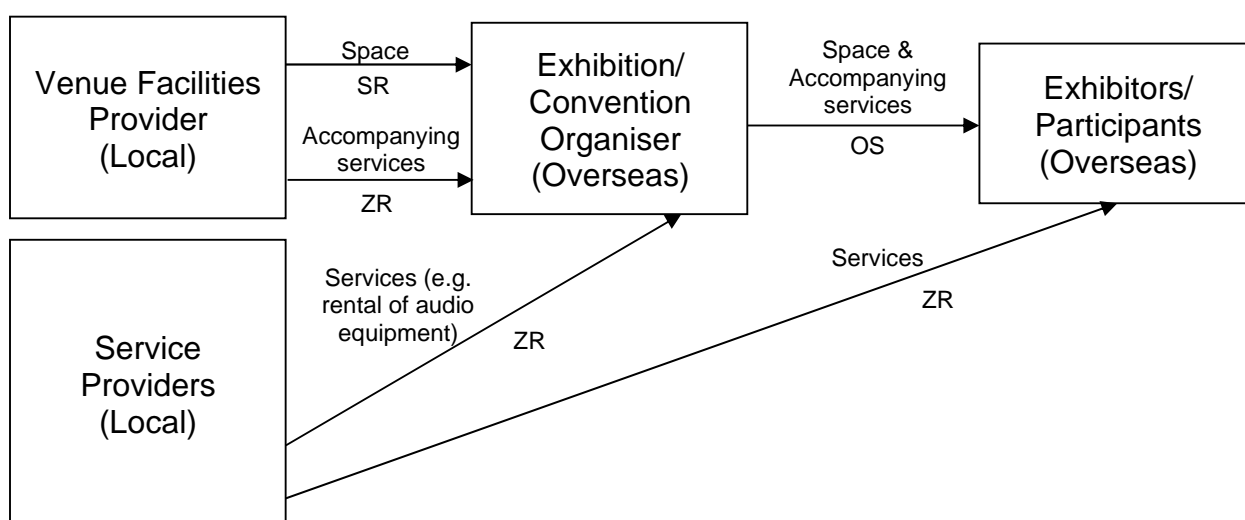 Venue Facilities
Provider
(Local)
Space
SR
Accompanying
services
ZR
Exhibition/
Convention
Organiser
(Overseas)
Space &
Accompanying
services
OS
Exhibitors/
Participants
(Overseas)
Service
Providers
(Local)
Services (e.g.
rental of audio
equipment)
ZR
Services
ZR